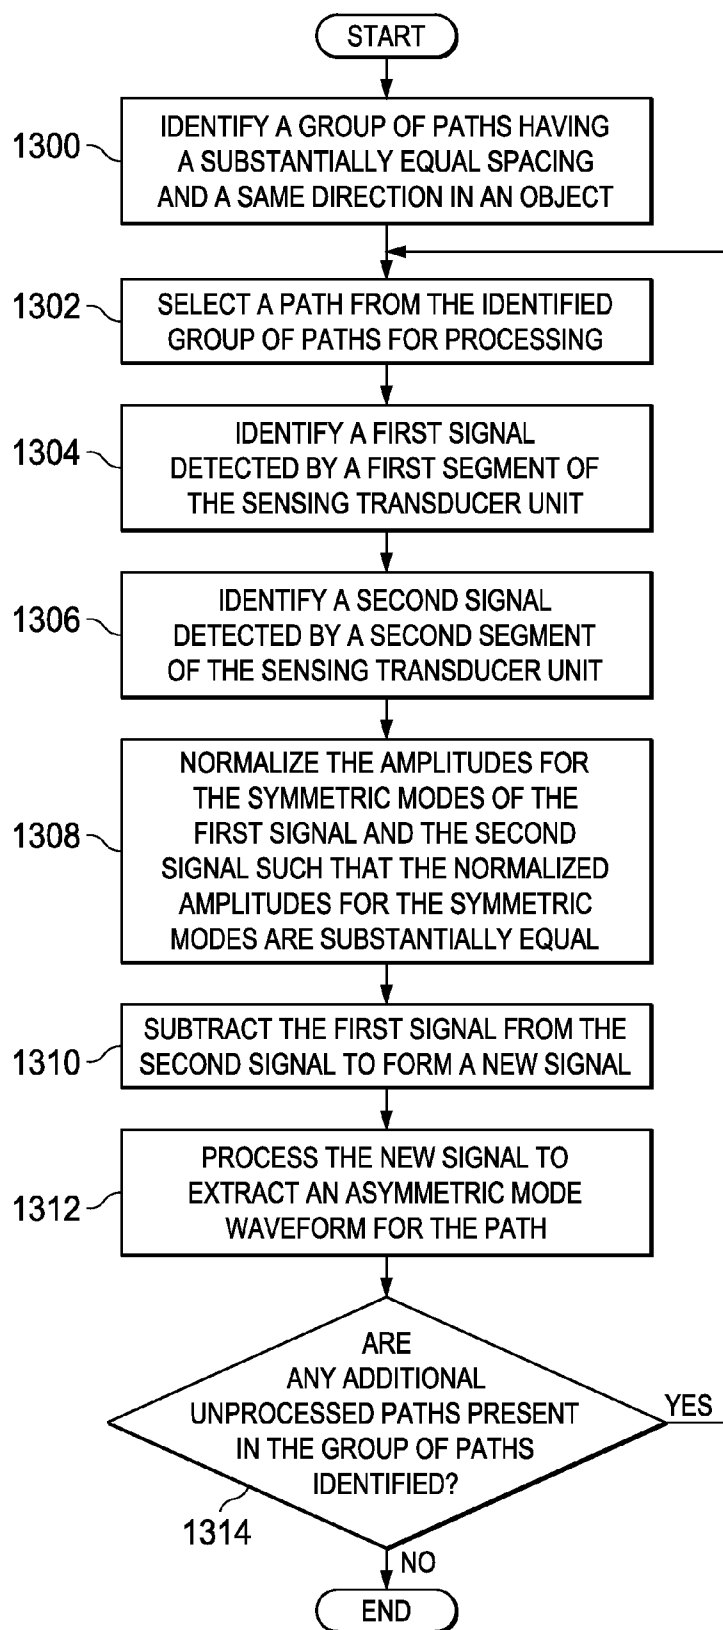 START
1300
IDENTIFY A GROUP OF PATHS HAVING
A SUBSTANTIALLY EQUAL SPACING
AND A SAME DIRECTION IN AN OBJECT
1302
SELECT A PATH FROM THE IDENTIFIED
GROUP OF PATHS FOR PROCESSING
1304
IDENTIFY A FIRST SIGNAL
DETECTED BY A FIRST SEGMENT OF
THE SENSING TRANSDUCER UNIT
1306
IDENTIFY A SECOND SIGNAL
DETECTED BY A SECOND SEGMENT
OF THE SENSING TRANSDUCER UNIT
1308
NORMALIZE THE AMPLITUDES FOR
THE SYMMETRIC MODES OF THE
FIRST SIGNAL AND THE SECOND
SIGNAL SUCH THAT THE NORMALIZED
AMPLITUDES FOR THE SYMMETRIC
MODES ARE SUBSTANTIALLY EQUAL
1310
SUBTRACT THE FIRST SIGNAL FROM THE
SECOND SIGNAL TO FORM A NEW SIGNAL
1312
PROCESS THE NEW SIGNAL TO
EXTRACT AN ASYMMETRIC MODE
WAVEFORM FOR THE PATH
ARE
ANY ADDITIONAL
UNPROCESSED PATHS PRESENT
IN THE GROUP OF PATHS
IDENTIFIED?
YES
1314
NO
END